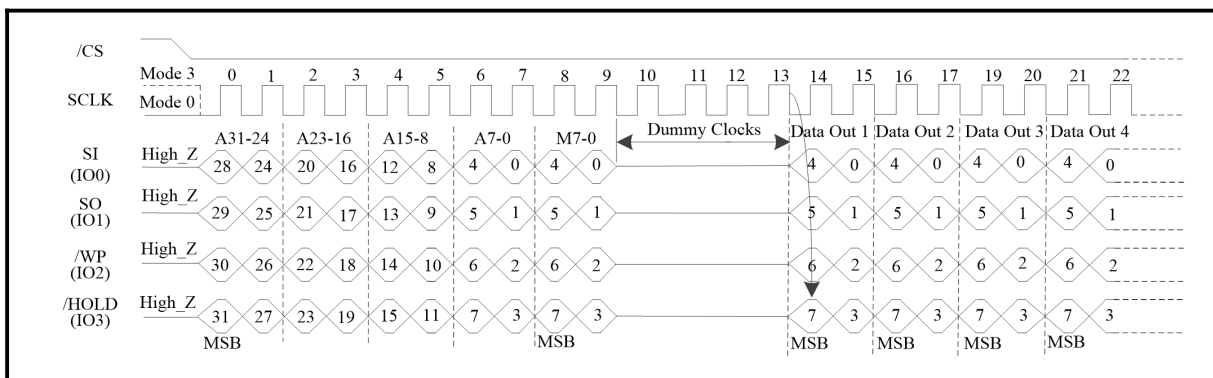 /CS
Mode 3 0 1 2 3 4 5 6 7 8 9 10 11 12 13 14 15 16 17 19 20 21 22
SCLK Mode 0
A31-24 A23-16 A15-8 A7-0 M7-0 Dummy Clocks Data Out 1 Data Out 2 Data Out 3 Data Out 4
SI
(IO0) High_Z 28 24 20 16 12 8 4 0 4 0 4 0 4 0 4 0 4 0
SO
(IO1) High_Z 29 25 21 17 13 9 5 1 5 1 5 1 5 1 5 1 5 1
/WP
(IO2) High_Z 30 26 22 18 14 10 6 2 6 2 6 2 6 2 6 2 6 2
/HOLD
(IO3) High_Z 31 27 23 19 15 11 7 3 7 3 7 3 7 3 7 3 7 3
MSB MSB MSB MSB MSB MSB